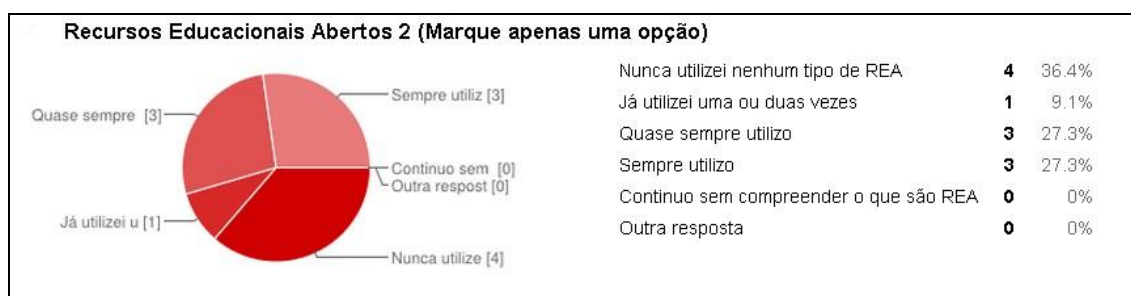 Recursos Educacionais Abertos 2 (Marque apenas uma opção)
Sempre utiliz [3]
Quase sempre [3]
Continuo sem [0]
Outra respost [0]
Já utilizei u [1]
Nunca utilize [4]
Nunca utilizei nenhum tipo de REA 4 36.4%
Já utilizei uma ou duas vezes 1 9.1%
Quase sempre utilizo 3 27.3%
Sempre utilizo 3 27.3%
Continuo sem compreender o que são REA 0 0%
Outra resposta 0 0%